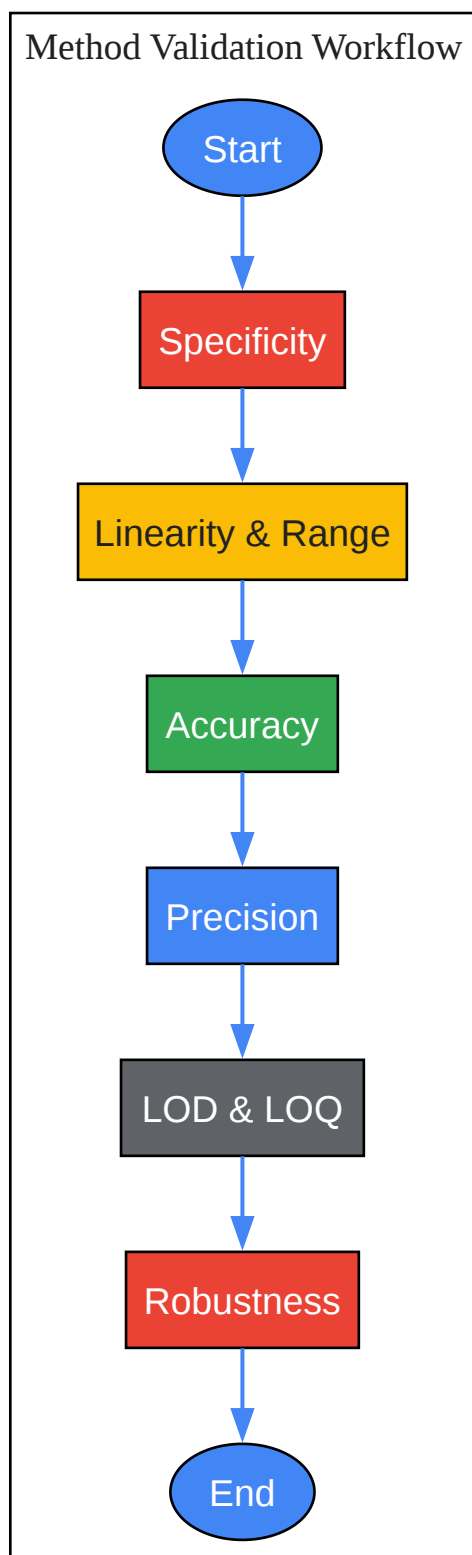 Method Validation Workflow
Start
Specificity
Linearity & Range
Accuracy
Precision
LOD & LOQ
Robustness
End